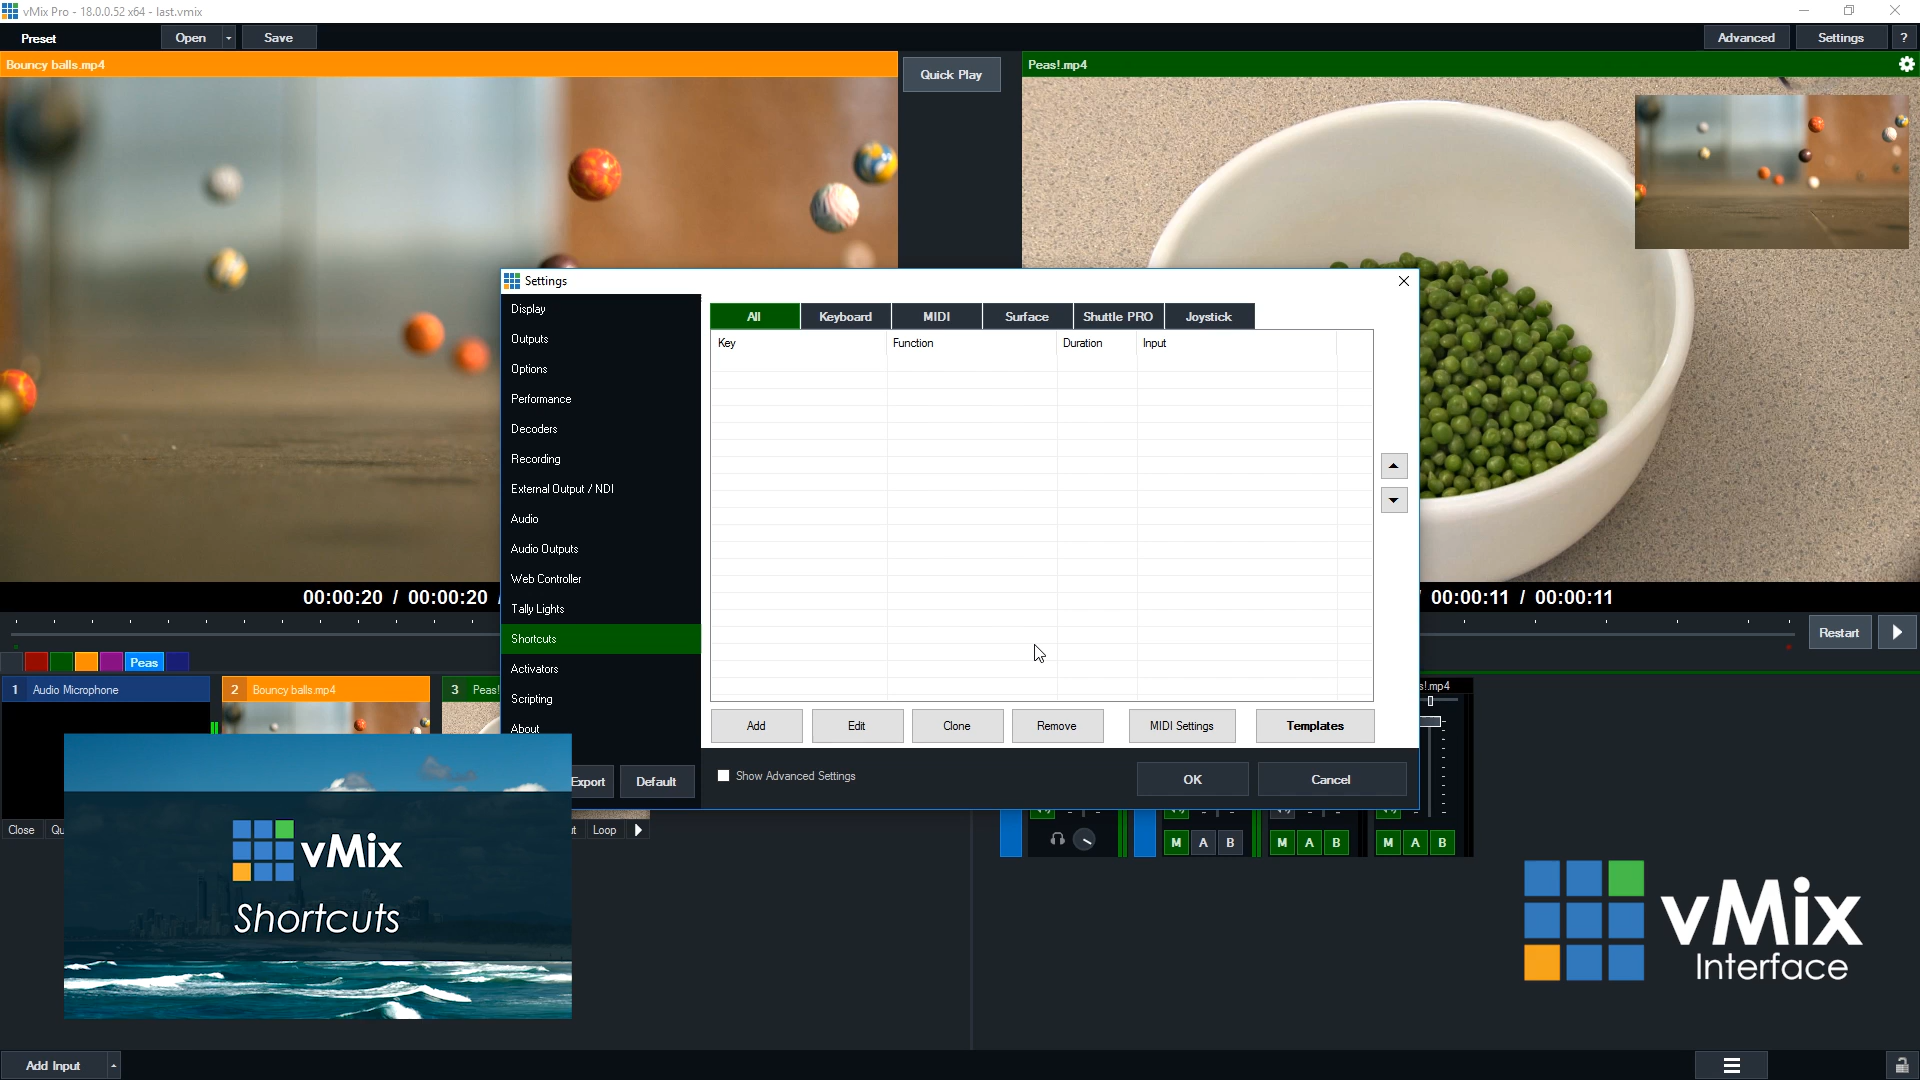 vMix Pro - 18.0.0.52 x64 - last.vmix
Preset Open Save Advanced Settings ?
Bouncy balls.mp4
Quick Play
Peas!.mp4
Settings
Display
Outputs
Options
Performance
Decoders
Recording
External Output / NDI
Audio
Audio Outputs
Web Controller
Tally Lights
Shortcuts
Activators
Scripting
About
Export Default
All Keyboard MIDI Surface Shuttle PRO Joystick
Key Function Duration Input
Add Edit Clone Remove MIDI Settings Templates
Show Advanced Settings
OK Cancel
00:00:20 / 00:00:20 /
/ 00:00:11 / 00:00:11
Restart
Peas
1 Audio Microphone
2 Bouncy balls.mp4
3 Peas!
s!.mp4
Close Qu
Loop
M A B
M A B
M A B
vMix
Shortcuts
vMix
Interface
Add Input